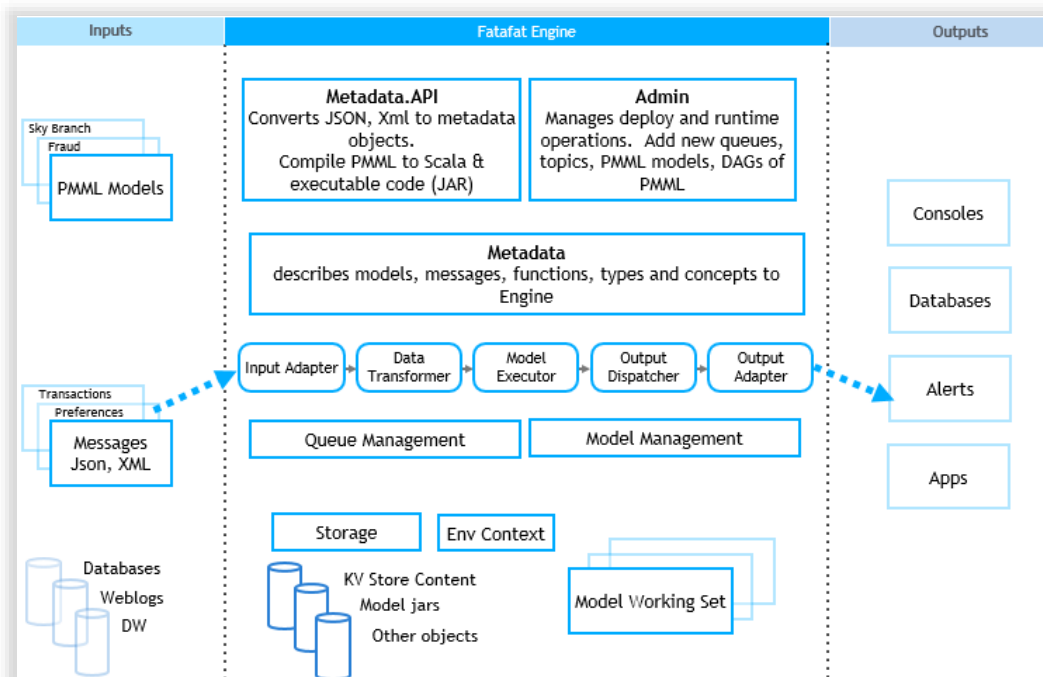 Inputs
Fatafat Engine
Outputs
Sky Branch
Fraud
PMML Models
Metadata.API
Converts JSON, Xml to metadata
objects.
Compile PMML to Scala &
executable code (JAR)
Admin
Manages deploy and runtime
operations.  Add new queues,
topics, PMML models, DAGs of
PMML
Metadata
describes models, messages, functions, types and concepts to
Engine
Consoles
Databases
Alerts
Apps
Transactions
Preferences
Messages
Json, XML
Input Adapter
Data
Transformer
Model
Executor
Output
Dispatcher
Output
Adapter
Queue Management
Model Management
Databases
Weblogs
DW
Storage
Env Context
KV Store Content
Model jars
Other objects
Model Working Set